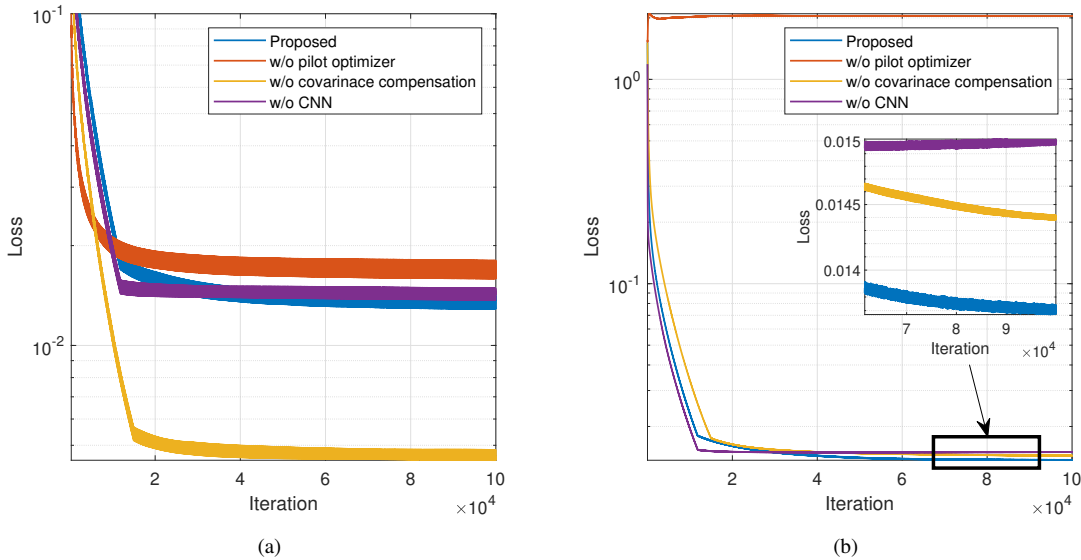 10^-1
10^-2
Loss
2
4
6
8
10
×10^4
Iteration
Proposed
w/o pilot optimizer
w/o covarinace compensation
w/o CNN
(a)
10^0
10^-1
Loss
2
4
6
8
10
×10^4
Iteration
Proposed
w/o pilot optimizer
w/o covarinace compensation
w/o CNN
0.015
0.0145
0.014
Loss
7
8
9
×10^4
Iteration
(b)